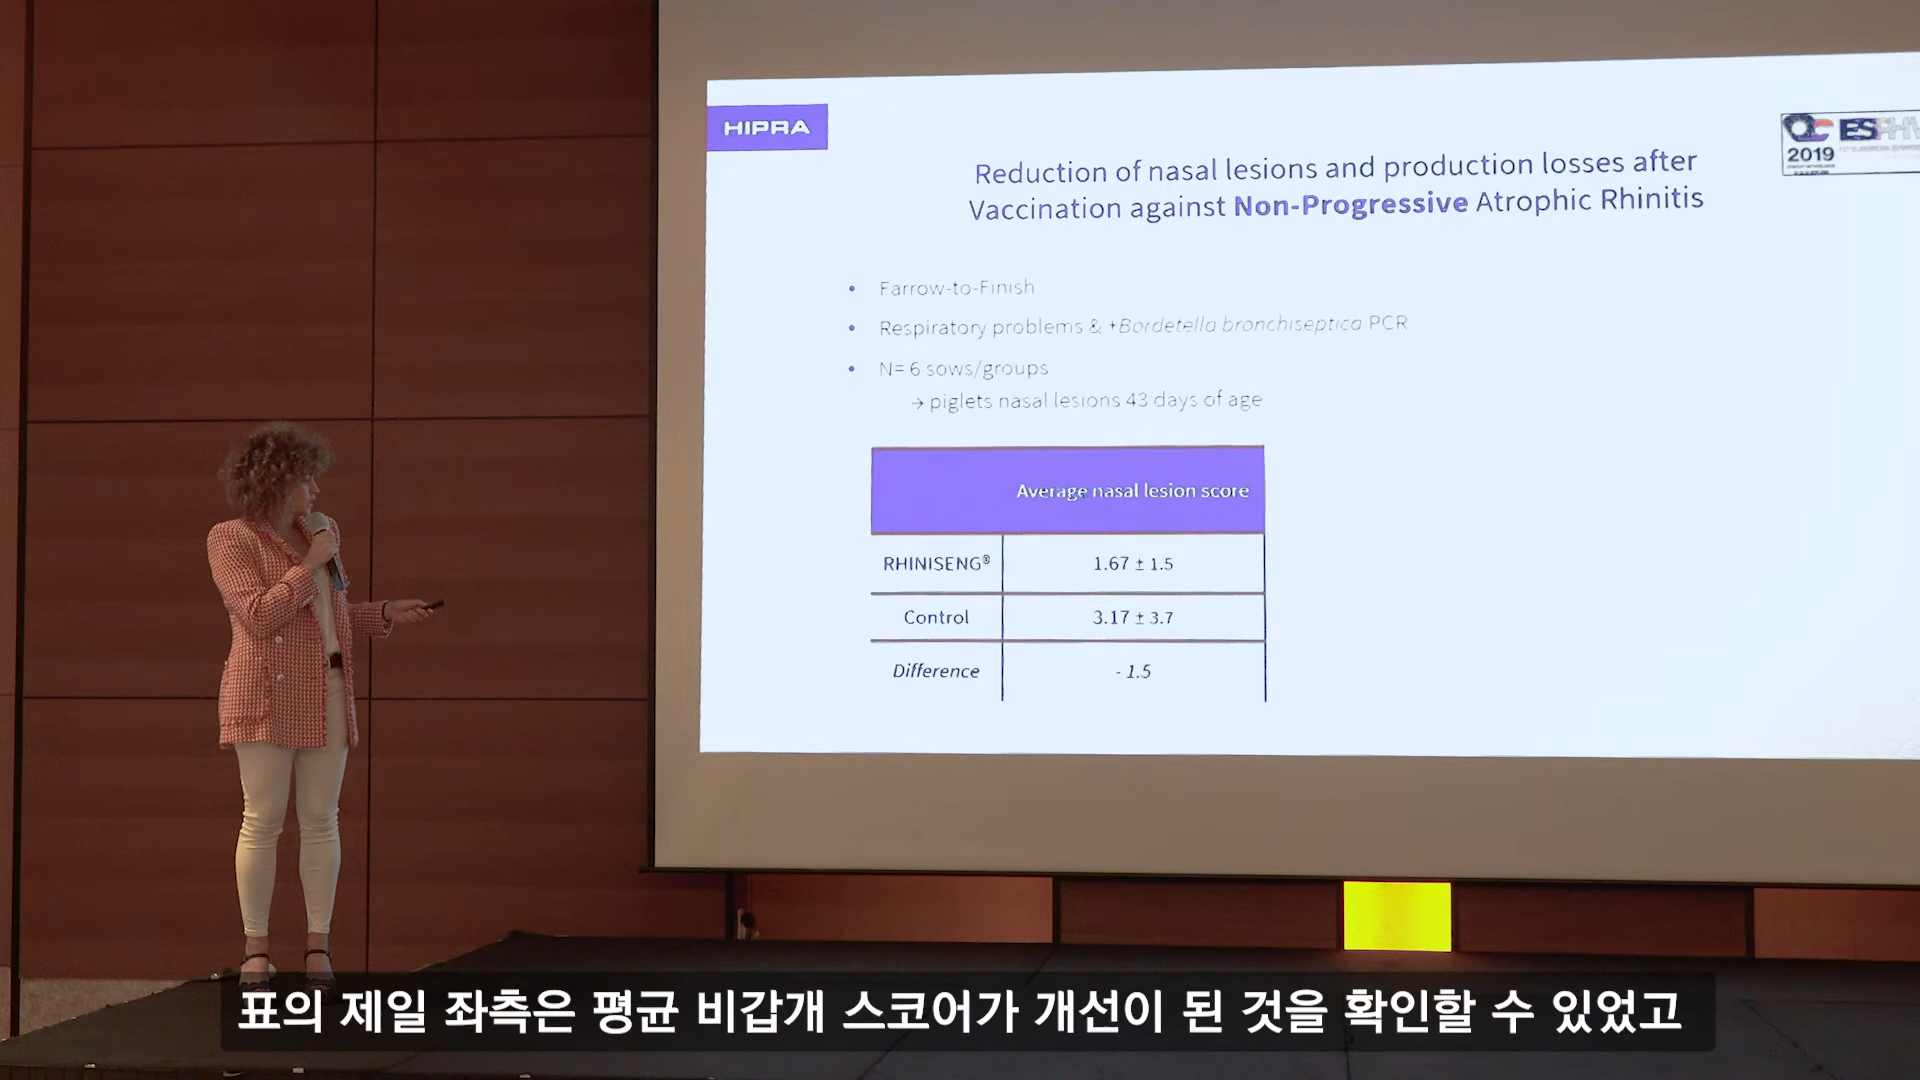 HIPRA
2019
Reduction of nasal lesions and production losses after
Vaccination against Non-Progressive Atrophic Rhinitis
• Farrow-to-Finish
• Respiratory problems & +Bordetella bronchiseptica PCR
• N= 6 sows/groups
→ piglets nasal lesions 43 days of age
Average nasal lesion score
RHINISENG® 1.67 ± 1.5
Control 3.17 ± 3.7
Difference - 1.5
표의 제일 좌측은 평균 비갑개 스코어가 개선이 된 것을 확인할 수 있었고